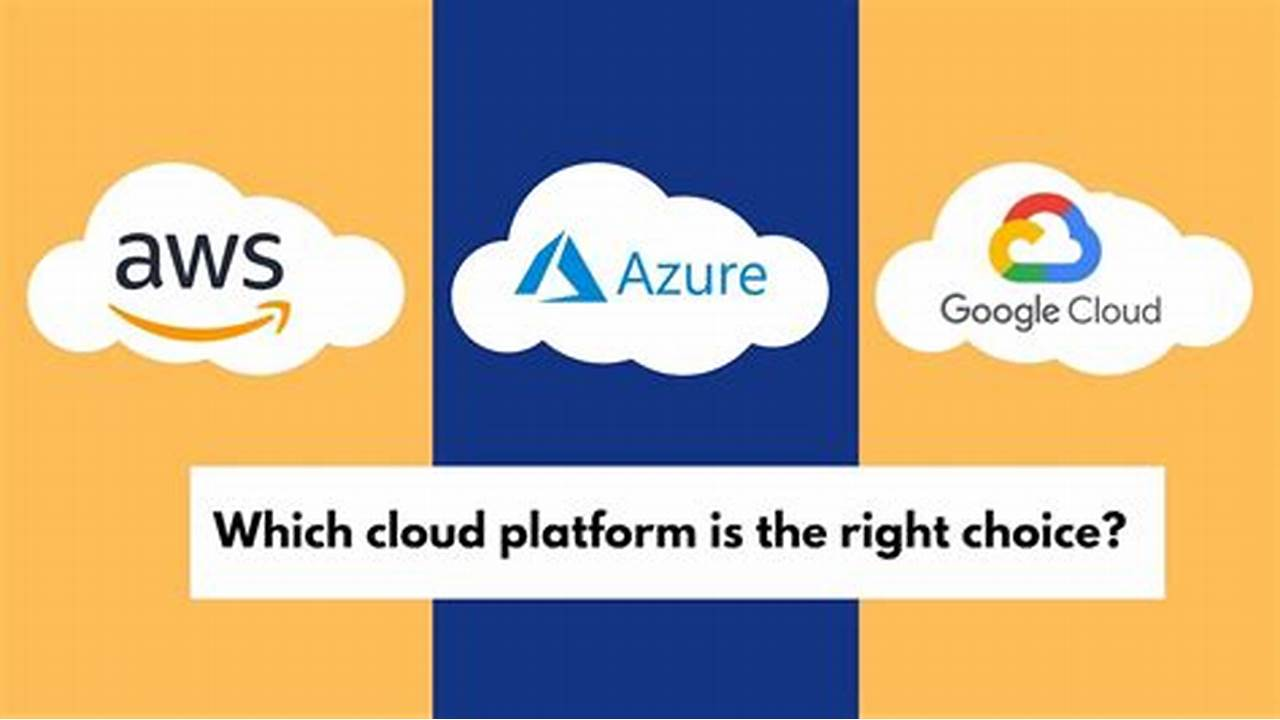 aws
Azure
Google Cloud
Which cloud platform is the right choice?